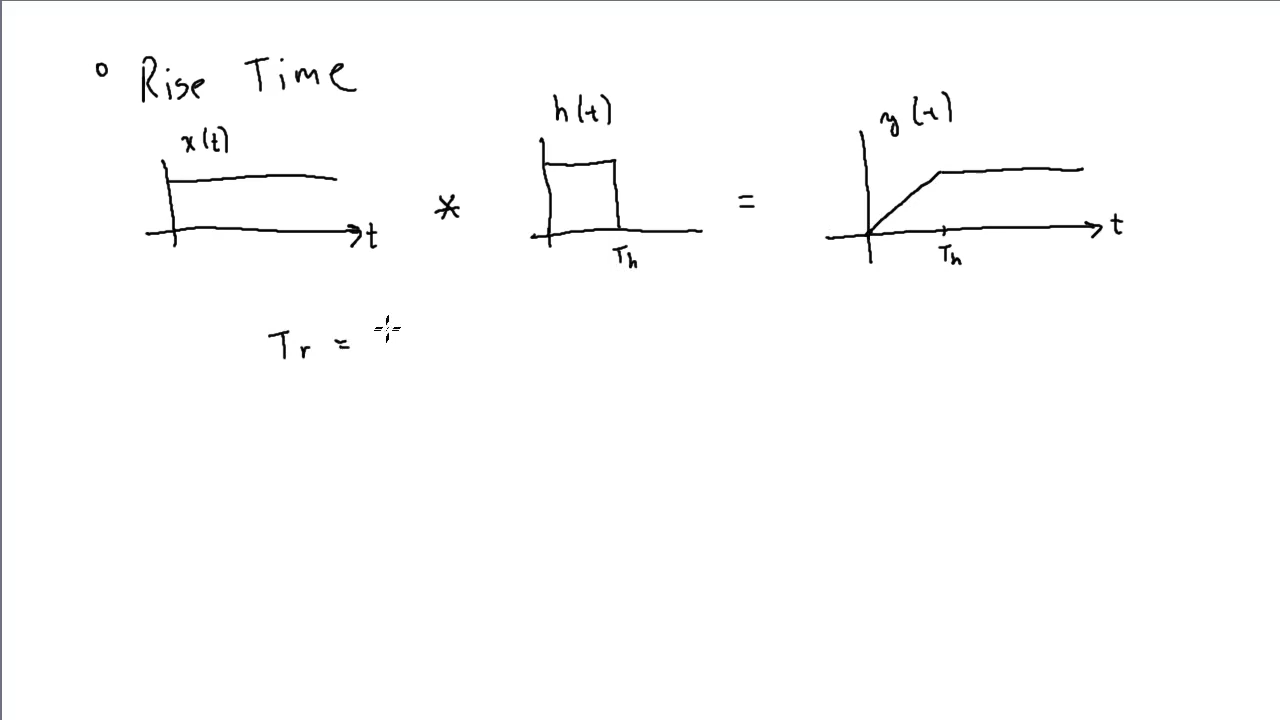 ° Rise Time
x(t)
t
*
h(t)
Th
=
y(t)
t
Th
Tr =